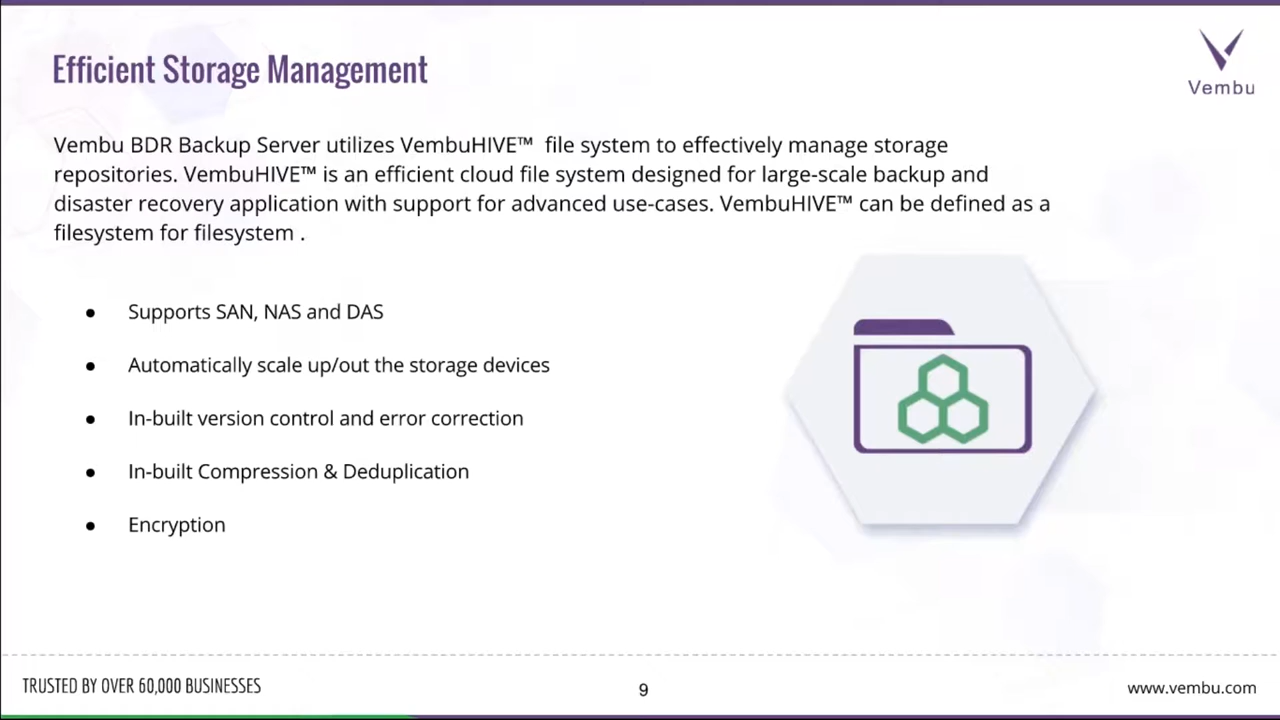 Efficient Storage Management
Vembu
Vembu BDR Backup Server utilizes VembuHIVE™ file system to effectively manage storage
repositories. VembuHIVE™ is an efficient cloud file system designed for large-scale backup and
disaster recovery application with support for advanced use-cases. VembuHIVE™ can be defined as a
filesystem for filesystem .
● Supports SAN, NAS and DAS
● Automatically scale up/out the storage devices
● In-built version control and error correction
● In-built Compression & Deduplication
● Encryption
TRUSTED BY OVER 60,000 BUSINESSES
9
www.vembu.com